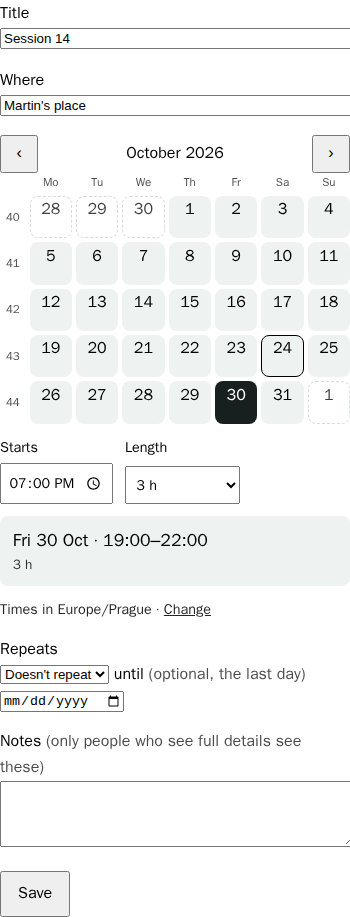 Title
Session 14
Where
Martin's place
‹ October 2026 ›
Mo Tu We Th Fr Sa Su
40 28 29 30 1 2 3 4
41 5 6 7 8 9 10 11
42 12 13 14 15 16 17 18
43 19 20 21 22 23 24 25
44 26 27 28 29 30 31 1
Starts Length
07:00 PM 3 h
Fri 30 Oct · 19:00–22:00
3 h
Times in Europe/Prague · Change
Repeats
Doesn't repeat until (optional, the last day)
mm/dd/yyyy
Notes (only people who see full details see
these)
Save